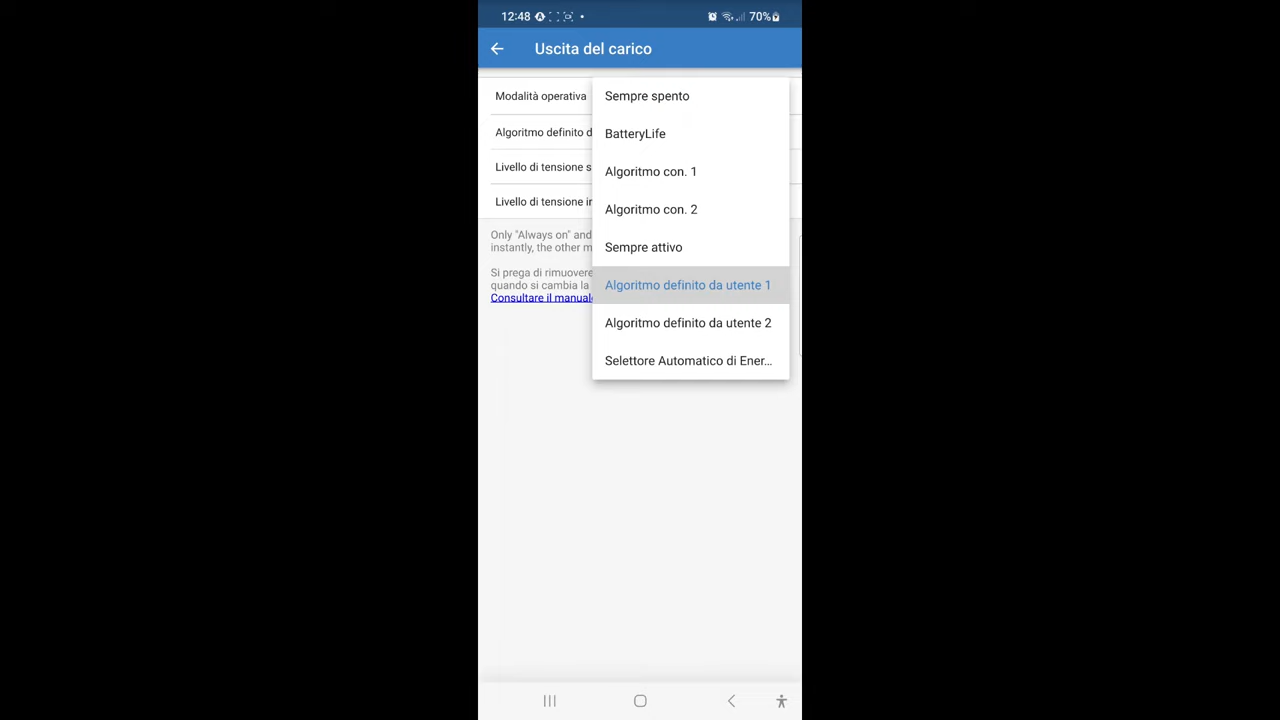 12:48
70%
Uscita del carico
Modalità operativa
Sempre spento
BatteryLife
Algoritmo definito d
Algoritmo con. 1
Livello di tensione s
Algoritmo con. 2
Livello di tensione in
Sempre attivo
Only "Always on" and
instantly, the other m
Si prega di rimuovere
quando si cambia la
Consultare il manuale
Algoritmo definito da utente 1
Algoritmo definito da utente 2
Selettore Automatico di Ener...